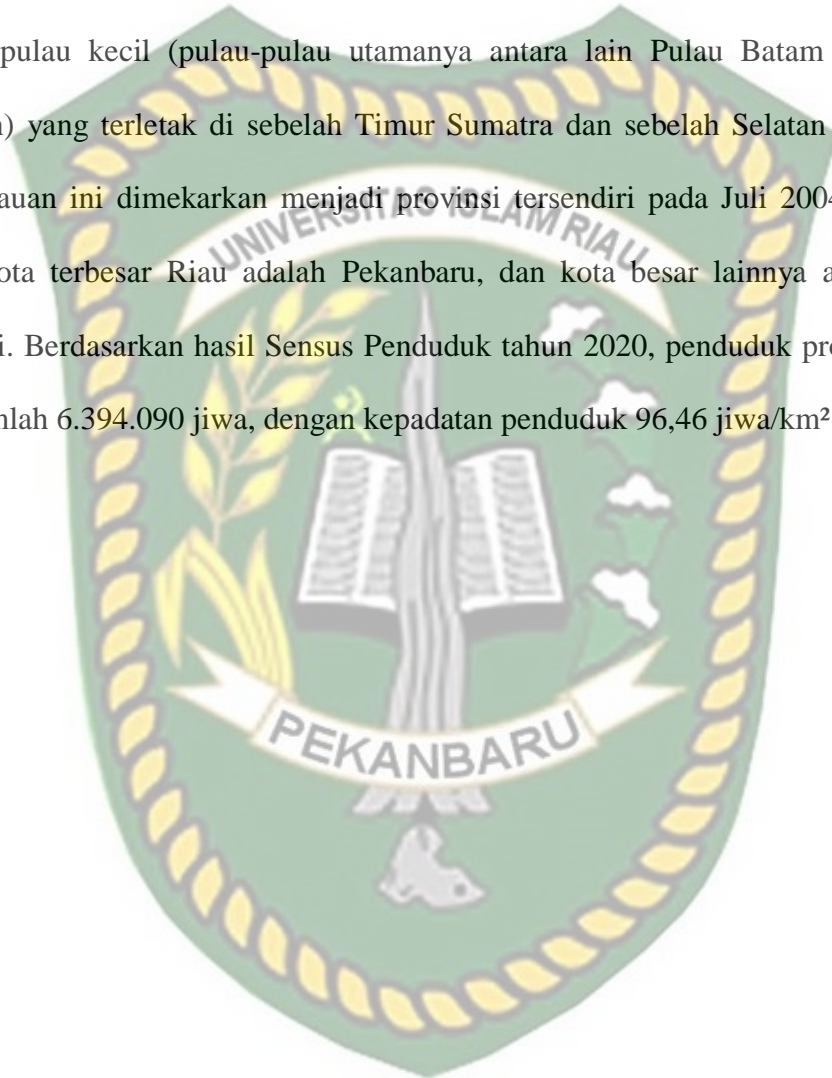 pulau kecil (pulau-pulau utamanya antara lain Pulau Batam
) yang terletak di sebelah Timur Sumatra dan sebelah Selatan
auan ini dimekarkan menjadi provinsi tersendiri pada Juli 2004
ota terbesar Riau adalah Pekanbaru, dan kota besar lainnya a
i. Berdasarkan hasil Sensus Penduduk tahun 2020, penduduk pro
nlah 6.394.090 jiwa, dengan kepadatan penduduk 96,46 jiwa/km²
UNIVERSITAS ISLAM RIAU
PEKANBARU